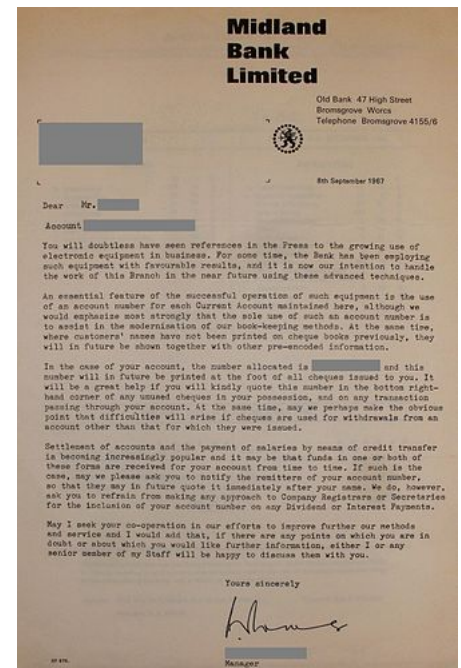 Midland
Bank
Limited
Old Bank 47 High Street
Bromsgrove Worcs
Telephone Bromsgrove 4155/6
8th September 1967
Dear Mr.
Account
You will doubtless have seen references in the Press to the growing use of
electronic equipment in business. For some time, the Bank has been employing
such equipment with favourable results, and it is now our intention to handle
the work of this Branch in the near future using these advanced techniques.
An essential feature of the successful operation of such equipment is the use
of an account number for each Current Account maintained here, although we
would emphasize most strongly that the sole use of such an account number is
to assist in the modernisation of our book-keeping methods. At the same time,
where customers' names have not been printed on cheque books previously, they
will in future be shown together with other pre-encoded information.
In the case of your account, the number allocated is and this
number will in future be printed at the foot of all cheques issued to you. It
will be a great help if you will kindly quote this number in the bottom right-
hand corner of any unused cheques in your possession, and on any transaction
passing through your account. At the same time, may we perhaps make the obvious
point that difficulties will arise if cheques are used for withdrawals from an
account other than that for which they were issued.
Settlement of accounts and the payment of salaries by means of credit transfer
is becoming increasingly popular and it may be that funds in one or both of
these forms are received for your account from time to time. If such is the
case, may we please ask you to notify the remitters of your account number,
so that they may in future quote it immediately after your name. We do, however,
ask you to refrain from making any approach to Company Registrars or Secretaries
for the inclusion of your account number on any Dividend or Interest Payments.
May I seek your co-operation in our efforts to improve further our methods
and service and I would add that, if there are any points on which you are in
doubt or about which you would like further information, either I or any
senior member of my Staff will be happy to discuss them with you.
Yours sincerely
Manager